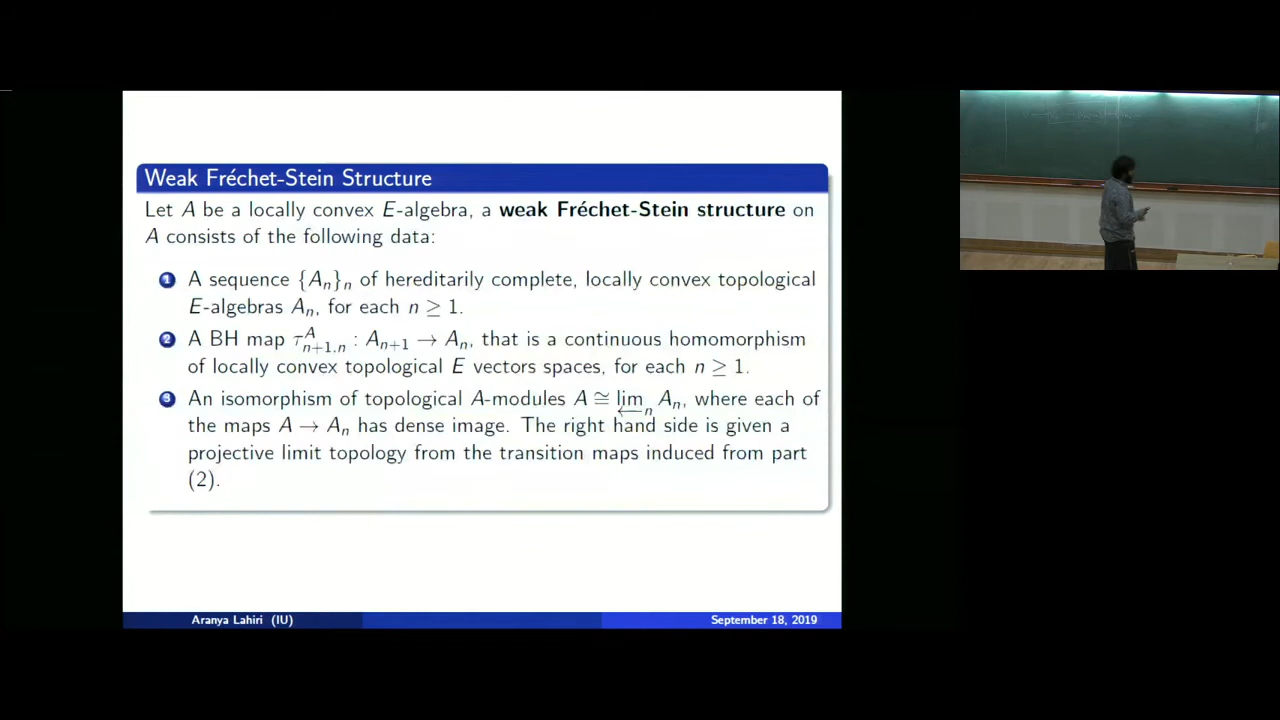 Weak Fréchet-Stein Structure
Let A be a locally convex E-algebra, a weak Fréchet-Stein structure on
A consists of the following data:
1 A sequence {A_n}_n of hereditarily complete, locally convex topological
E-algebras A_n, for each n ≥ 1.
2 A BH map τ^A_{n+1,n} : A_{n+1} → A_n, that is a continuous homomorphism
of locally convex topological E vectors spaces, for each n ≥ 1.
3 An isomorphism of topological A-modules A ≅ lim←_n A_n, where each of
the maps A → A_n has dense image. The right hand side is given a
projective limit topology from the transition maps induced from part
(2).
Aranya Lahiri (IU) September 18, 2019